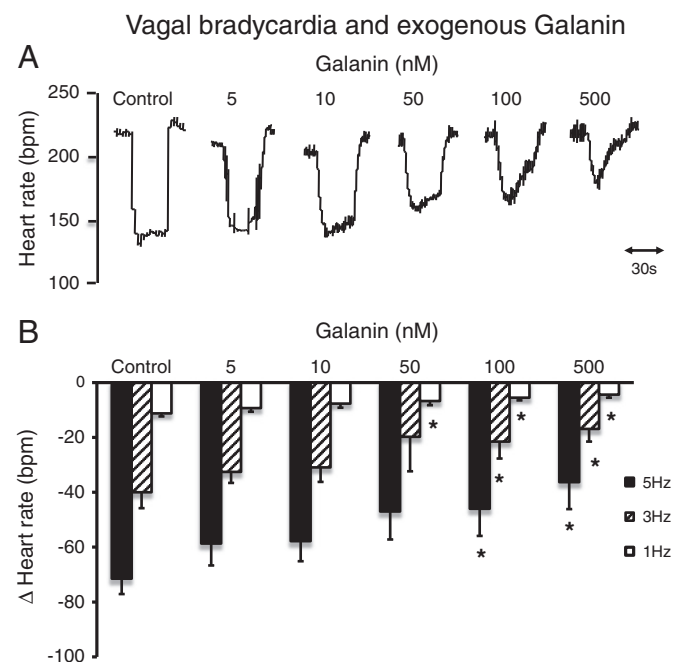 Vagal bradycardia and exogenous Galanin
A
Galanin (nM)
Control 5 10 50 100 500
Heart rate (bpm)
250
200
150
100
30s
B
Galanin (nM)
Control 5 10 50 100 500
Δ Heart rate (bpm)
0
-20
-40
-60
-80
-100
* * *
* *
* *
5Hz
3Hz
1Hz